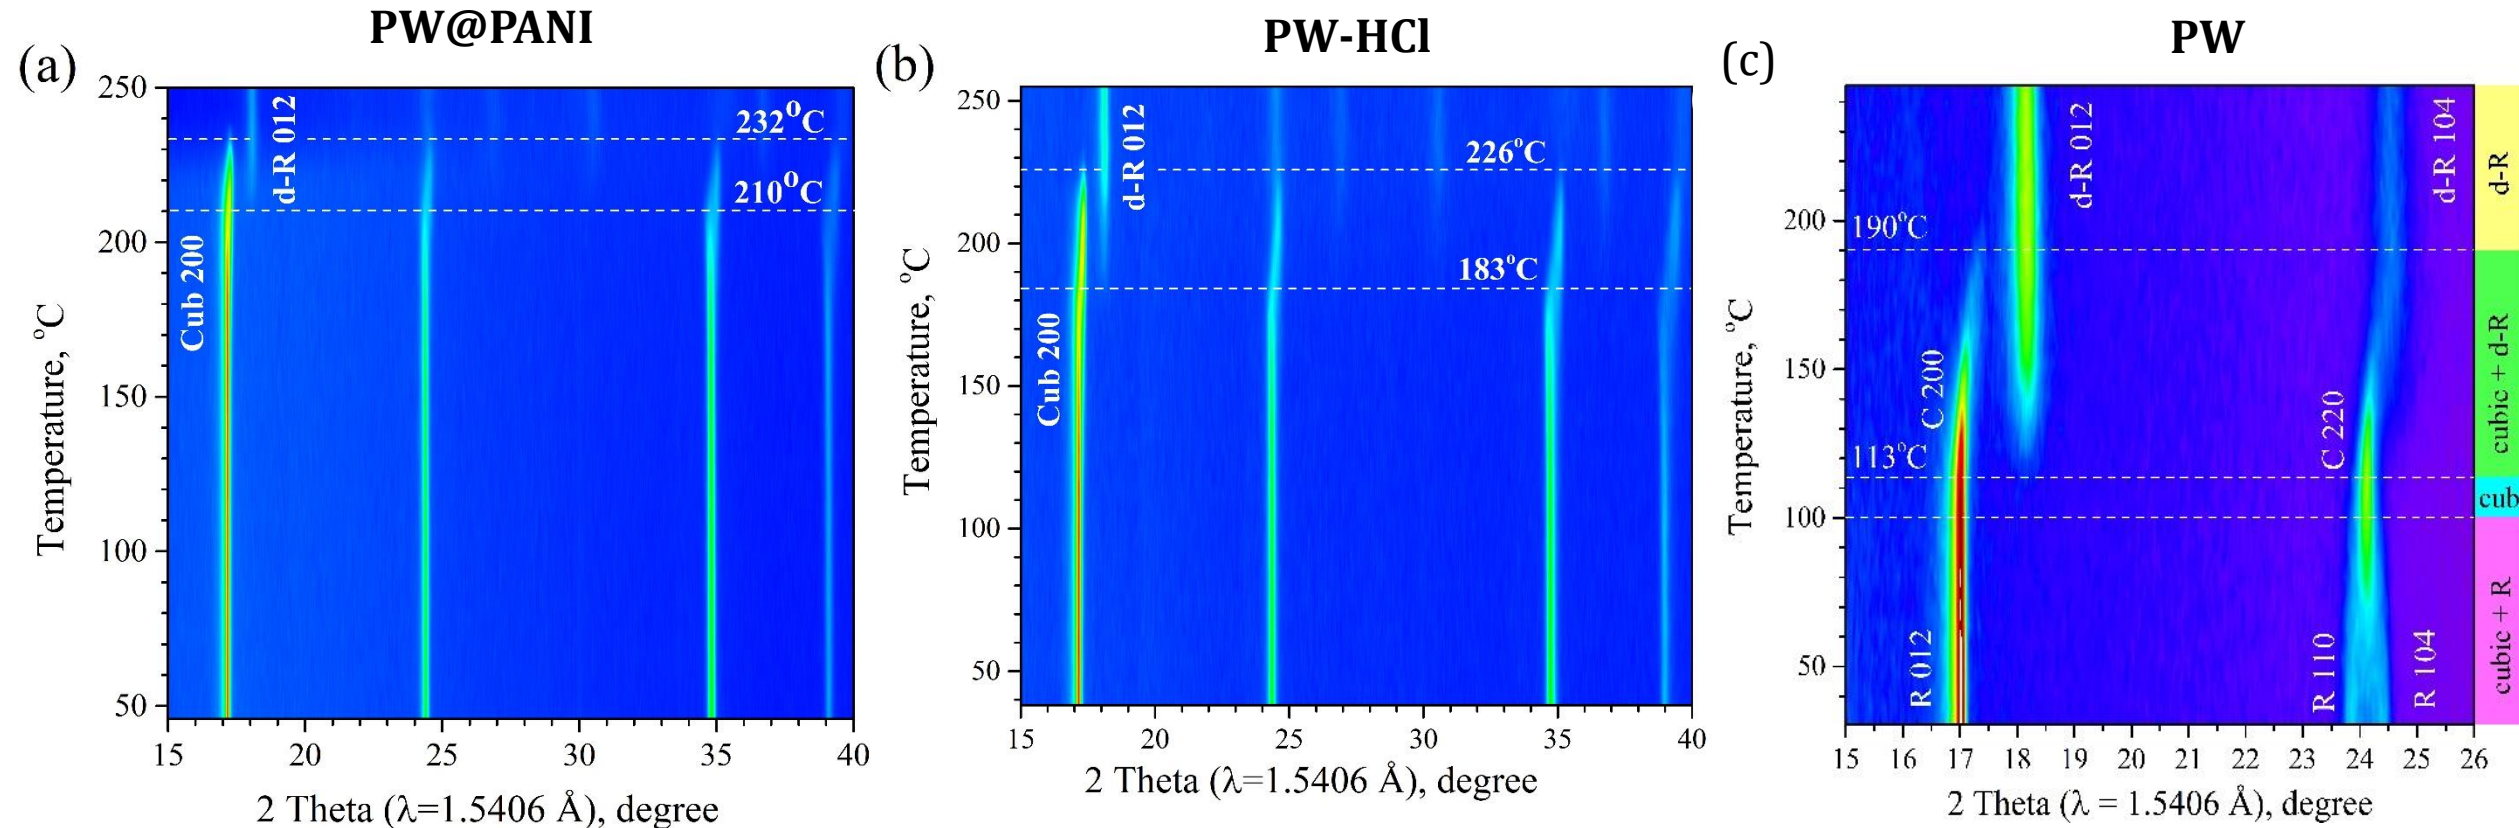 PW@PANI
(a)
250
200
150
100
50
Temperature, °C
232°C
210°C
d-R 012
Cub 200
15 20 25 30 35 40
2 Theta (λ=1.5406 Å), degree
PW-HCl
(b)
250
200
150
100
50
Temperature, °C
226°C
183°C
d-R 012
Cub 200
15 20 25 30 35 40
2 Theta (λ=1.5406 Å), degree
PW
(c)
200
150
100
50
Temperature, °C
190°C
113°C
d-R 012
d-R 104
C 200
C 220
R 012
R 110
R 104
d-R
cubic + d-R
cub
cubic + R
15 16 17 18 19 20 21 22 23 24 25 26
2 Theta (λ = 1.5406 Å), degree